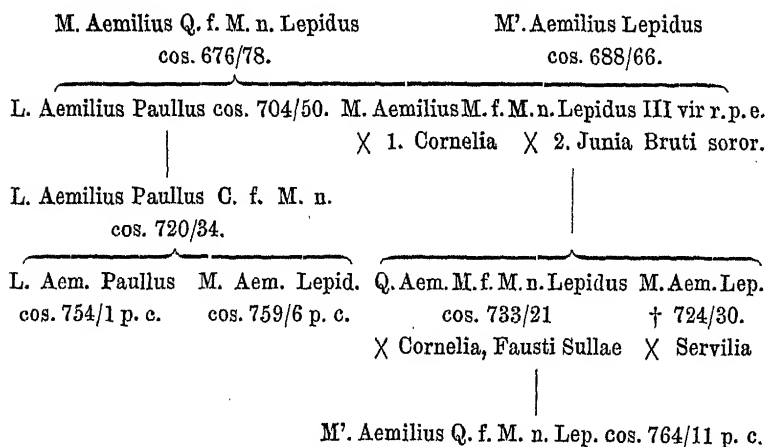 M. Aemilius Q. f. M. n. Lepidus M’. Aemilius Lepidus
cos. 676/78. cos. 688/66.
L. Aemilius Paullus cos. 704/50. M. Aemilius M. f. M. n. Lepidus III vir r. p. c.
X 1. Cornelia X 2. Junia Bruti soror.
L. Aemilius Paullus C. f. M. n.
cos. 720/34.
L. Aem. Paullus M. Aem. Lepid. Q. Aem. M. f. M. n. Lepidus M. Aem. Lep.
cos. 754/1 p. c. cos. 759/6 p. c. cos. 733/21 † 724/30.
X Cornelia, Fausti Sullae X Servilia
M’. Aemilius Q. f. M. n. Lep. cos. 764/11 p. c.